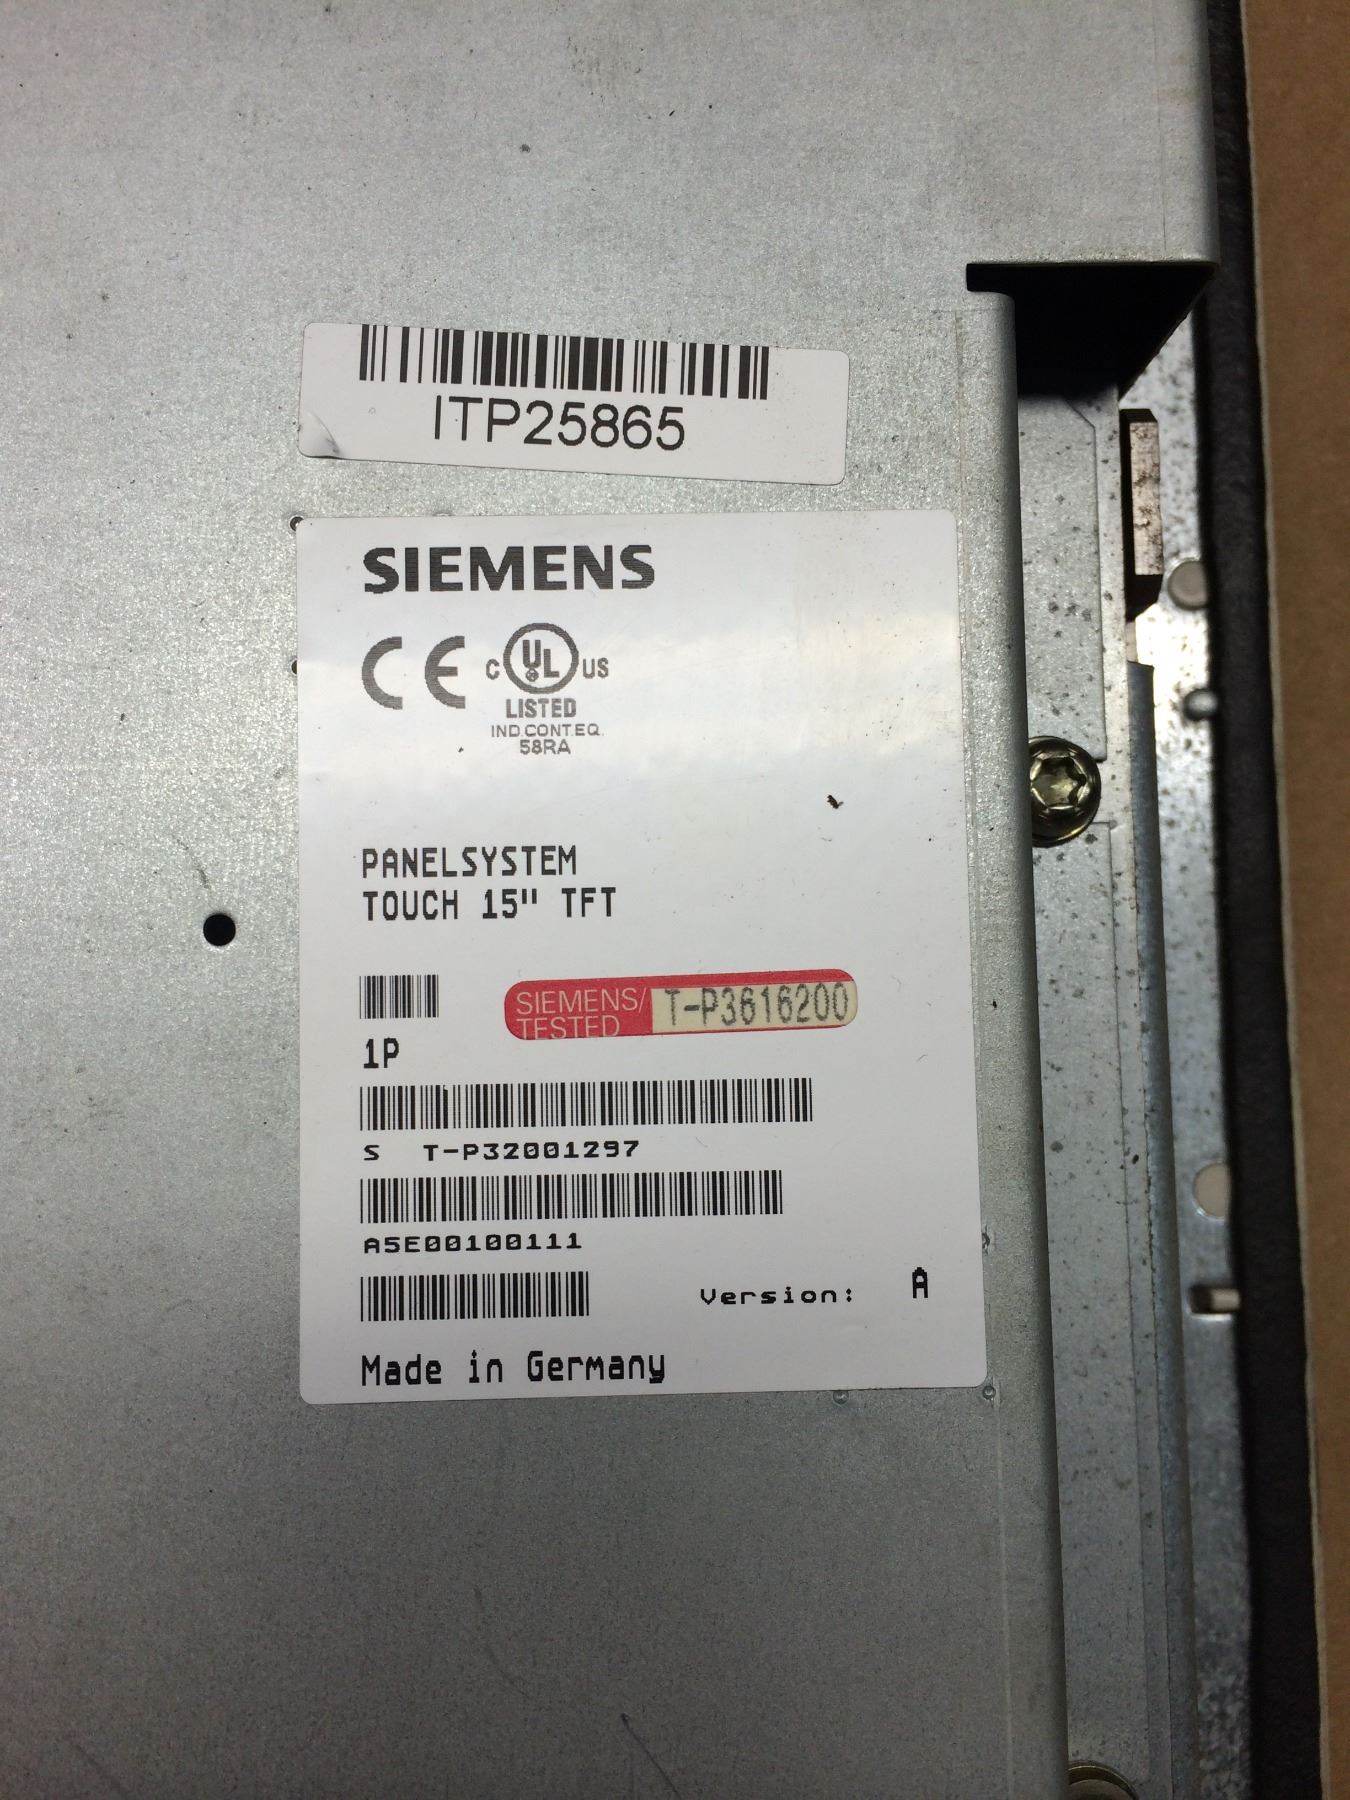 ITP25865
SIEMENS
CE C UL US
LISTED
IND.CONT.EQ.
58RA
PANELSYSTEM
TOUCH 15" TFT
SIEMENS/
TESTED
T-P3616200
1P
S T-P32001297
A5E00100111
Version: A
Made in Germany